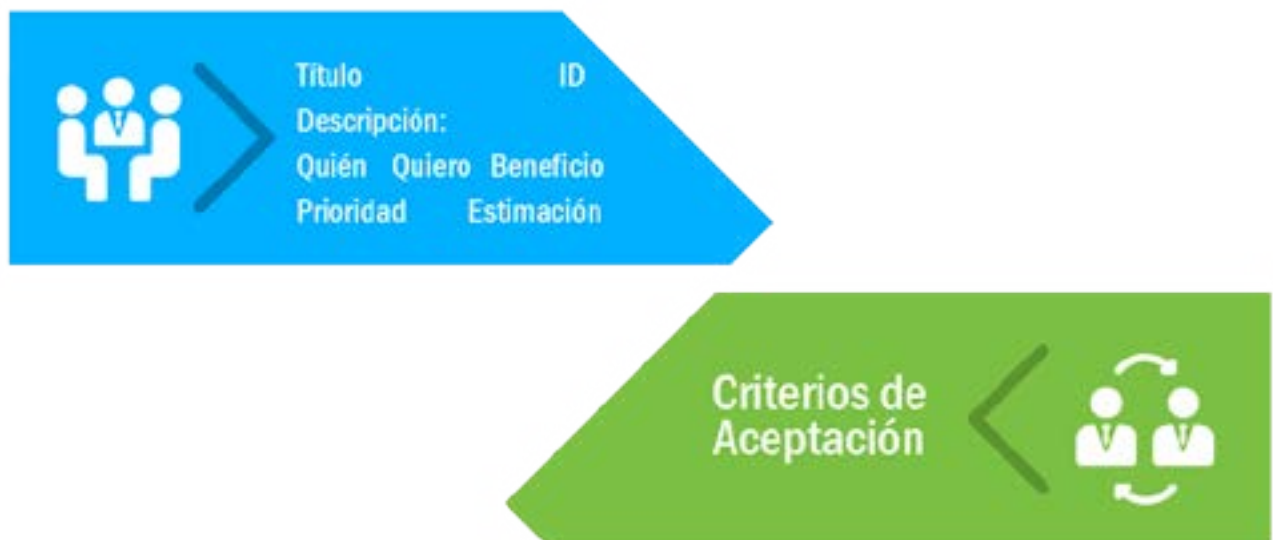 Título ID
Descripción:
Quién Quiero Beneficio
Prioridad Estimación
Criterios de
Aceptación